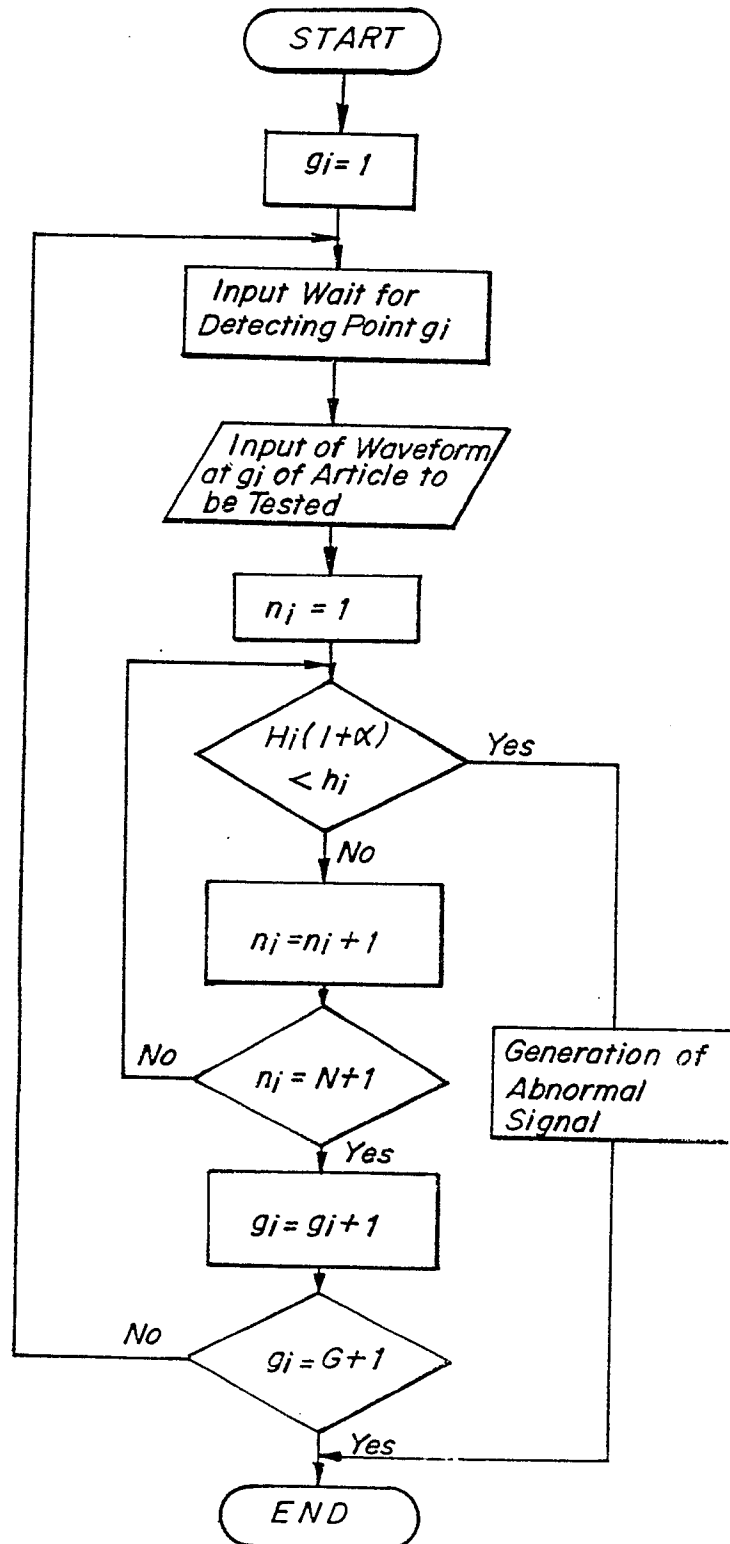 START
gi = 1
Input Wait for
Detecting Point gi
Input of Waveform
at gi of Article to
be Tested
ni = 1
Hi(1+α)
< hi
Yes
No
ni = ni + 1
No
ni = N+1
Generation of
Abnormal
Signal
Yes
gi = gi + 1
No
gi = G+1
Yes
END